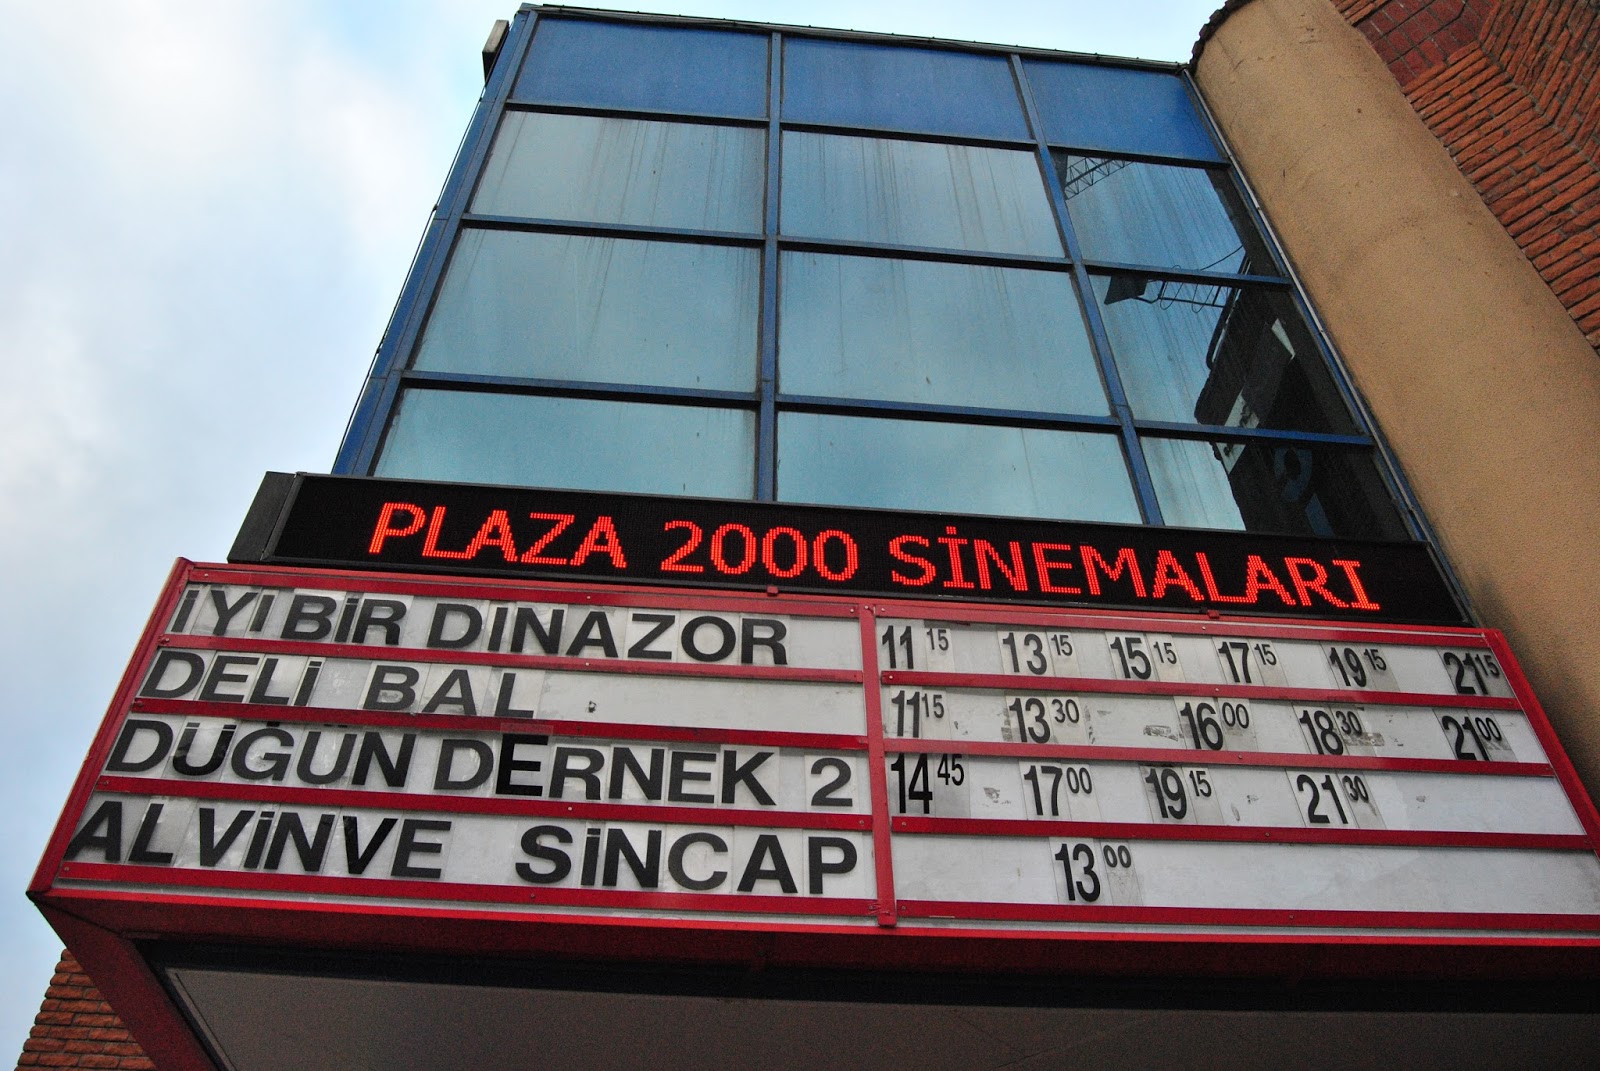 PLAZA 2000 SİNEMALARI
İYİ BİR DİNAZOR 11 15 13 15 15 15 17 15 19 15 21 15
DELİ BAL 11 15 13 30 16 00 18 30 21 00
DÜĞÜN DERNEK 2 14 45 17 00 19 15 21 30
ALVİN VE SİNCAP 13 00